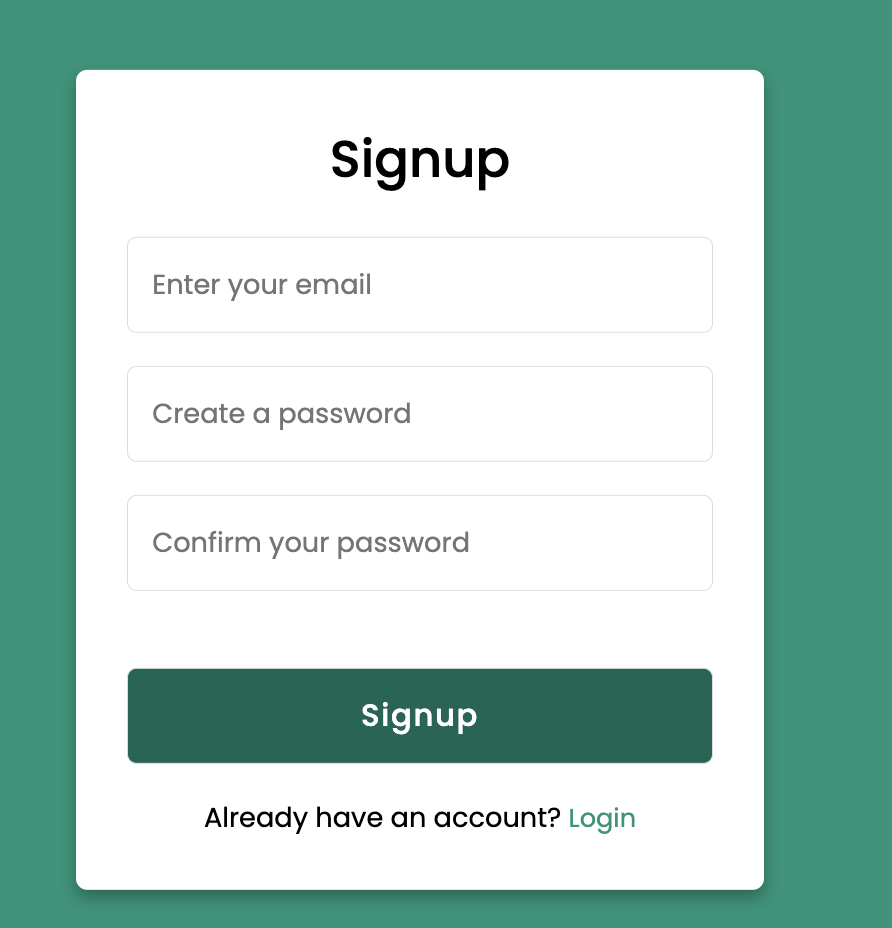 Signup
Enter your email
Create a password
Confirm your password
Signup
Already have an account? Login